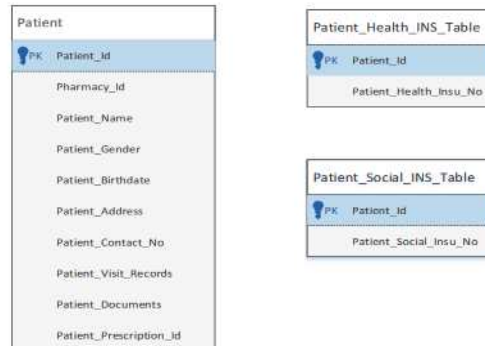 Patient
PK Patient_Id
Pharmacy_Id
Patient_Name
Patient_Gender
Patient_Birthdate
Patient_Address
Patient_Contact_No
Patient_Visit_Records
Patient_Documents
Patient_Prescription_Id
Patient_Health_INS_Table
PK Patient_Id
Patient_Health_Insu_No
Patient_Social_INS_Table
PK Patient_Id
Patient_Social_Insu_No